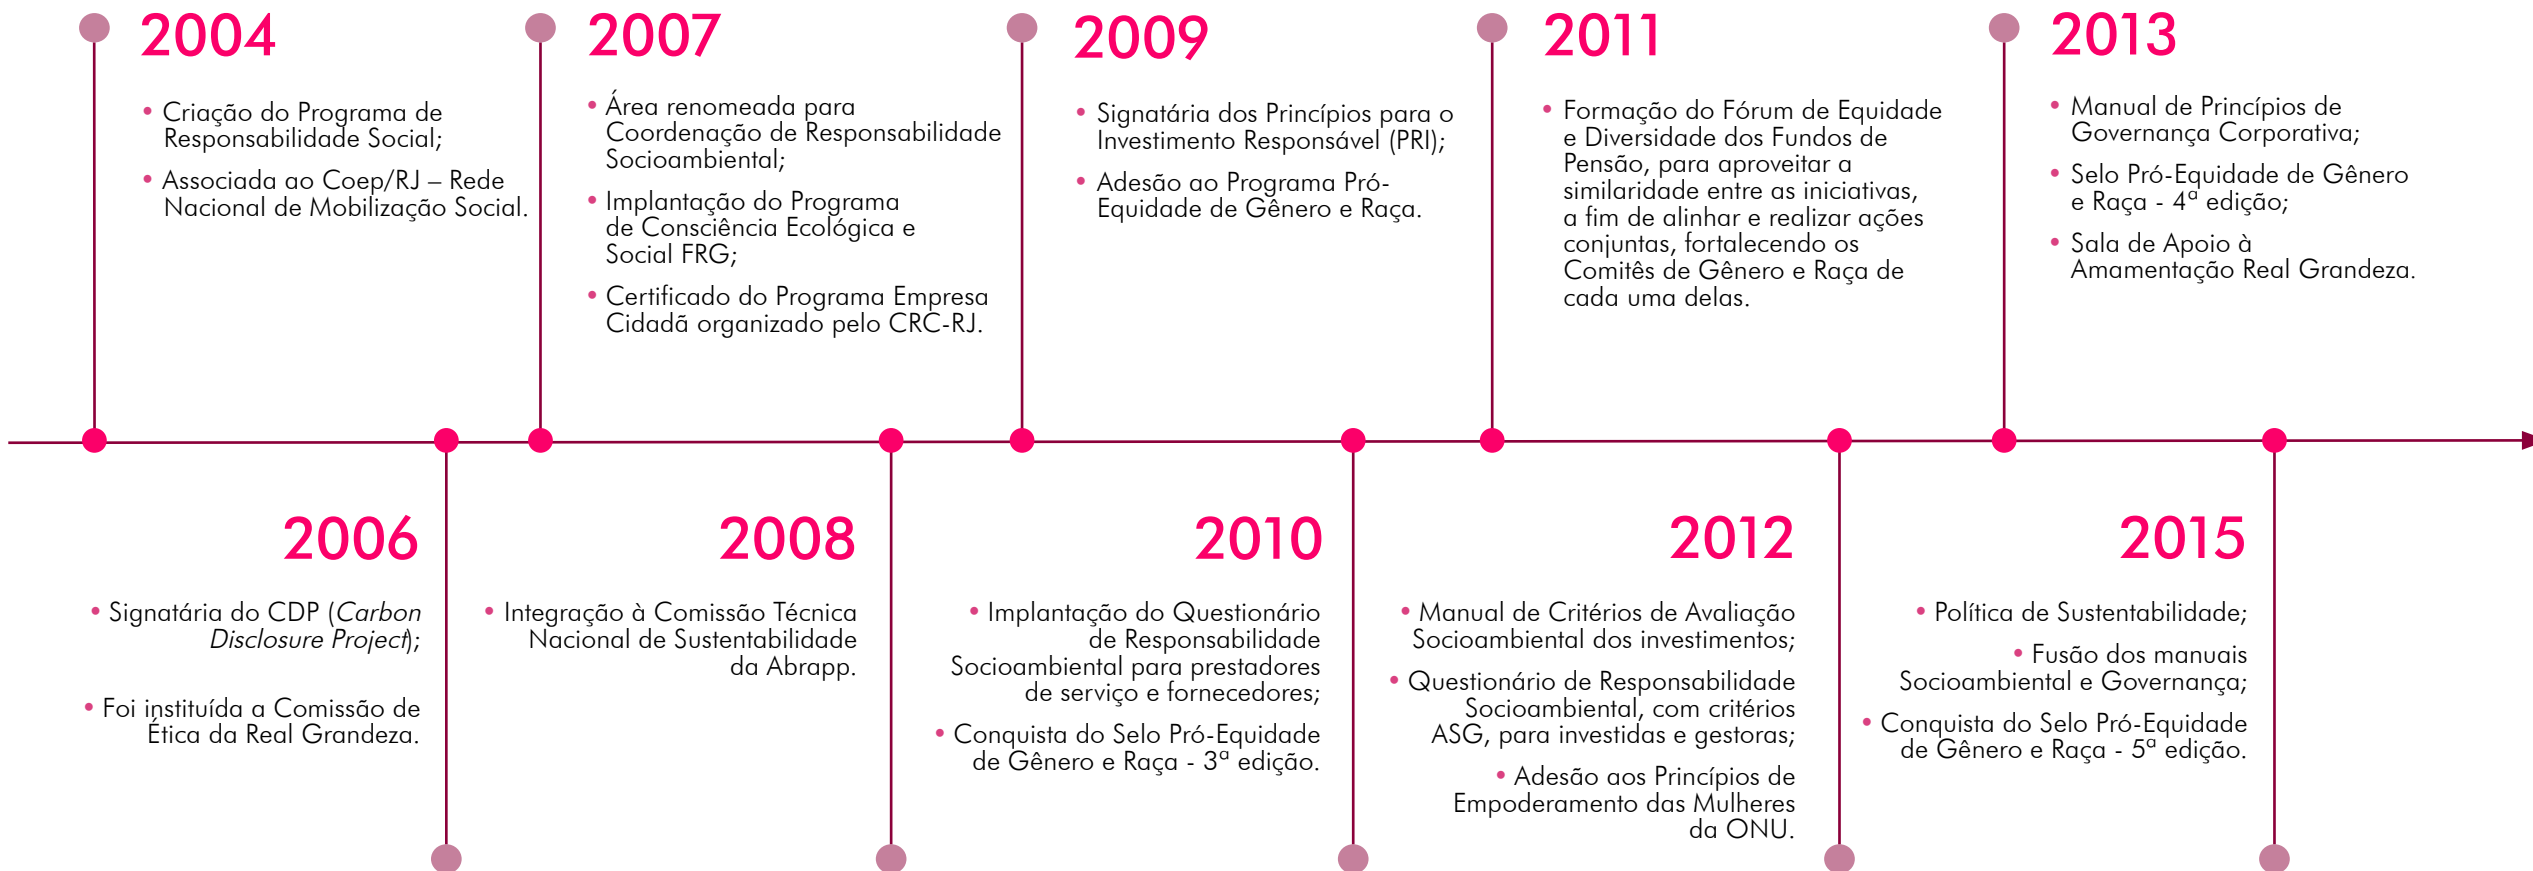 2004
• Criação do Programa de
Responsabilidade Social;
• Associada ao Coep/RJ – Rede
Nacional de Mobilização Social.
2006
• Signatária do CDP (Carbon
Disclosure Project);
• Foi instituída a Comissão de
Ética da Real Grandeza.
2007
• Área renomeada para
Coordenação de Responsabilidade
Socioambiental;
• Implantação do Programa
de Consciência Ecológica e
Social FRG;
• Certificado do Programa Empresa
Cidadã organizado pelo CRC-RJ.
2008
• Integração à Comissão Técnica
Nacional de Sustentabilidade
da Abrapp.
2009
• Signatária dos Princípios para o
Investimento Responsável (PRI);
• Adesão ao Programa Pró-
Equidade de Gênero e Raça.
2010
• Implantação do Questionário
de Responsabilidade
Socioambiental para prestadores
de serviço e fornecedores;
• Conquista do Selo Pró-Equidade
de Gênero e Raça - 3ª edição.
2011
• Formação do Fórum de Equidade
e Diversidade dos Fundos de
Pensão, para aproveitar a
similaridade entre as iniciativas,
a fim de alinhar e realizar ações
conjuntas, fortalecendo os
Comitês de Gênero e Raça de
cada uma delas.
2012
• Manual de Critérios de Avaliação
Socioambiental dos investimentos;
• Questionário de Responsabilidade
Socioambiental, com critérios
ASG, para investidas e gestoras;
• Adesão aos Princípios de
Empoderamento das Mulheres
da ONU.
2013
• Manual de Princípios de
Governança Corporativa;
• Selo Pró-Equidade de Gênero
e Raça - 4ª edição;
• Sala de Apoio à
Amamentação Real Grandeza.
2015
• Política de Sustentabilidade;
• Fusão dos manuais
Socioambiental e Governança;
• Conquista do Selo Pró-Equidade
de Gênero e Raça - 5ª edição.